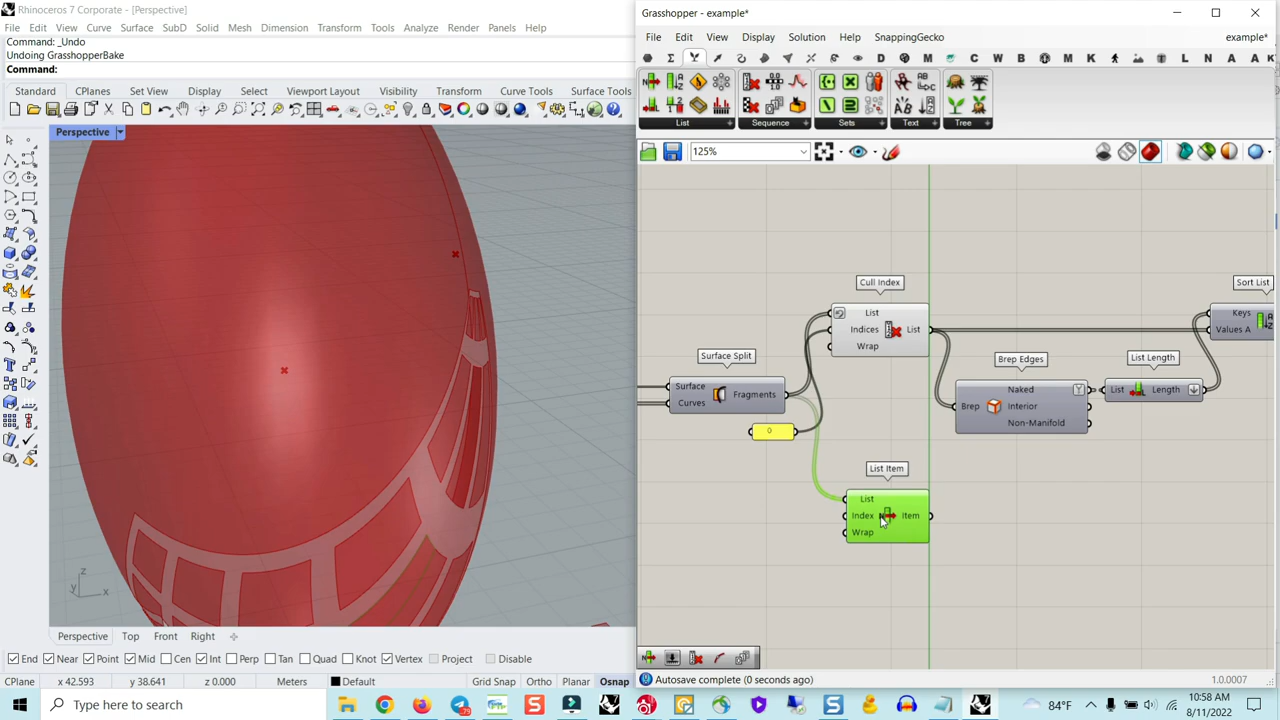 Rhinoceros 7 Corporate - [Perspective]
File Edit View Curve Surface SubD Solid Mesh Dimension Transform Tools Analyze Render Panels Help
Command: _Undo
Undoing GrasshopperBake
Command:
Standard CPlanes Set View Display Select Viewport Layout Visibility Transform Curve Tools Surface Tools
Perspective
z
y
x
Perspective Top Front Right
End Near Point Mid Cen Int Perp Tan Quad Knot Vertex Project Disable
CPlane x 42.593 y 38.641 z 0.000 Meters Default Grid Snap Ortho Planar Osnap
Grasshopper - example*
File Edit View Display Solution Help SnappingGecko example*
List Sequence Sets Text Tree
125%
Cull Index
List
Indices List
Wrap
Sort List
Keys
Values A
Surface Split
Surface
Curves
Fragments
0
Brep Edges
Brep
Naked
Interior
Non-Manifold
List Length
List Length
List Item
List
Index Item
Wrap
Autosave complete (0 seconds ago) 1.0.0007
Type here to search
79
84°F
10:58 AM
8/11/2022